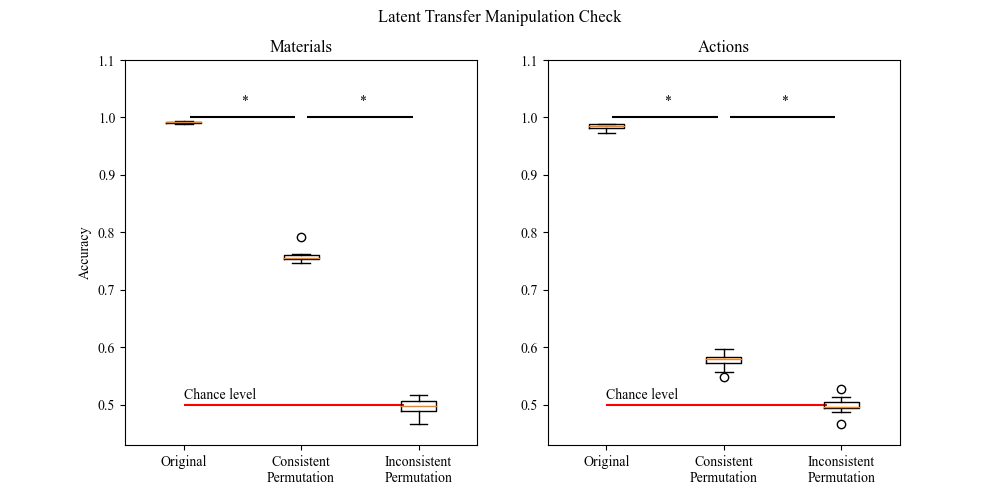 Latent Transfer Manipulation Check
Materials
Accuracy
1.1
1.0
0.9
0.8
0.7
0.6
0.5
*
*
Chance level
Original
Consistent
Permutation
Inconsistent
Permutation
Actions
1.1
1.0
0.9
0.8
0.7
0.6
0.5
*
*
Chance level
Original
Consistent
Permutation
Inconsistent
Permutation